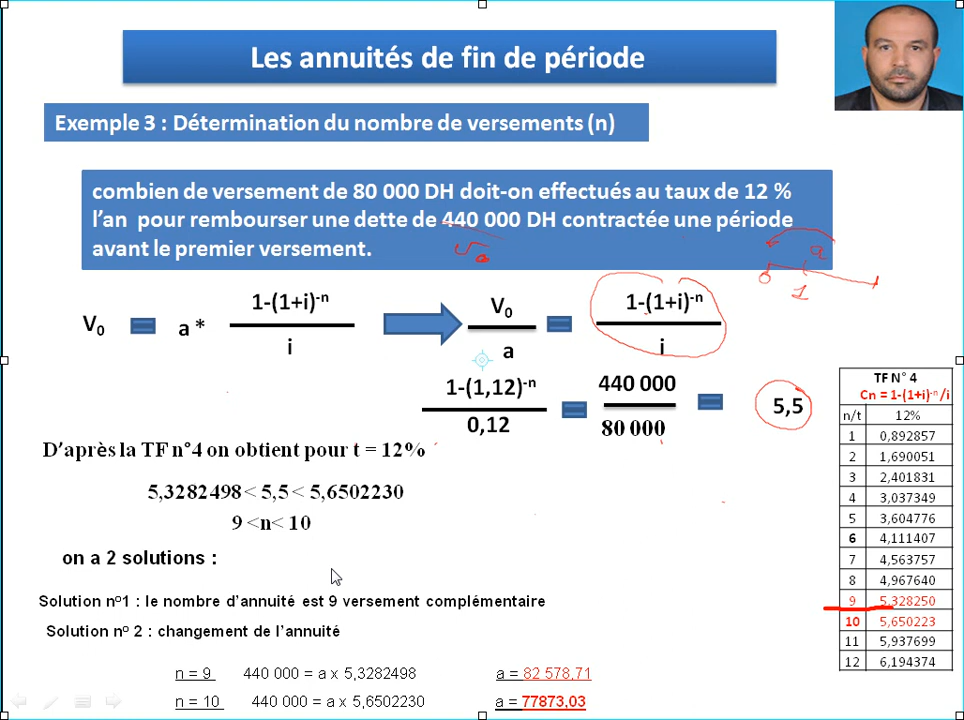 Les annuités de fin de période
Exemple 3 : Détermination du nombre de versements (n)
combien de versement de 80 000 DH doit-on effectués au taux de 12 %
l'an pour rembourser une dette de 440 000 DH contractée une période
avant le premier versement.
V₀ = a * 1-(1+i)⁻ⁿ / i
V₀ / a = 1-(1+i)⁻ⁿ / i
0 1 a
1-(1,12)⁻ⁿ / 0,12 = 440 000 / 80 000 = 5,5
D'après la TF n°4 on obtient pour t = 12%
5,3282498 < 5,5 < 5,6502230
9 <n< 10
on a 2 solutions :
Solution n°1 : le nombre d'annuité est 9 versement complémentaire
Solution n° 2 : changement de l'annuité
n = 9 440 000 = a x 5,3282498 a = 82 578,71
n = 10 440 000 = a x 5,6502230 a = 77873,03
TF N° 4
Cn = 1-(1+i)⁻ⁿ /i
n/t 12%
1 0,892857
2 1,690051
3 2,401831
4 3,037349
5 3,604776
6 4,111407
7 4,563757
8 4,967640
9 5,328250
10 5,650223
11 5,937699
12 6,194374